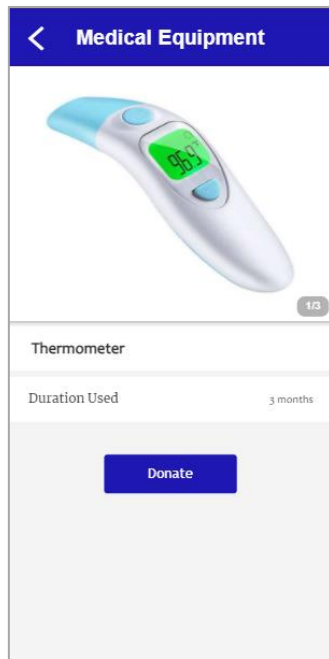 Medical Equipment
96.9
1/3
Thermometer
Duration Used
3 months
Donate